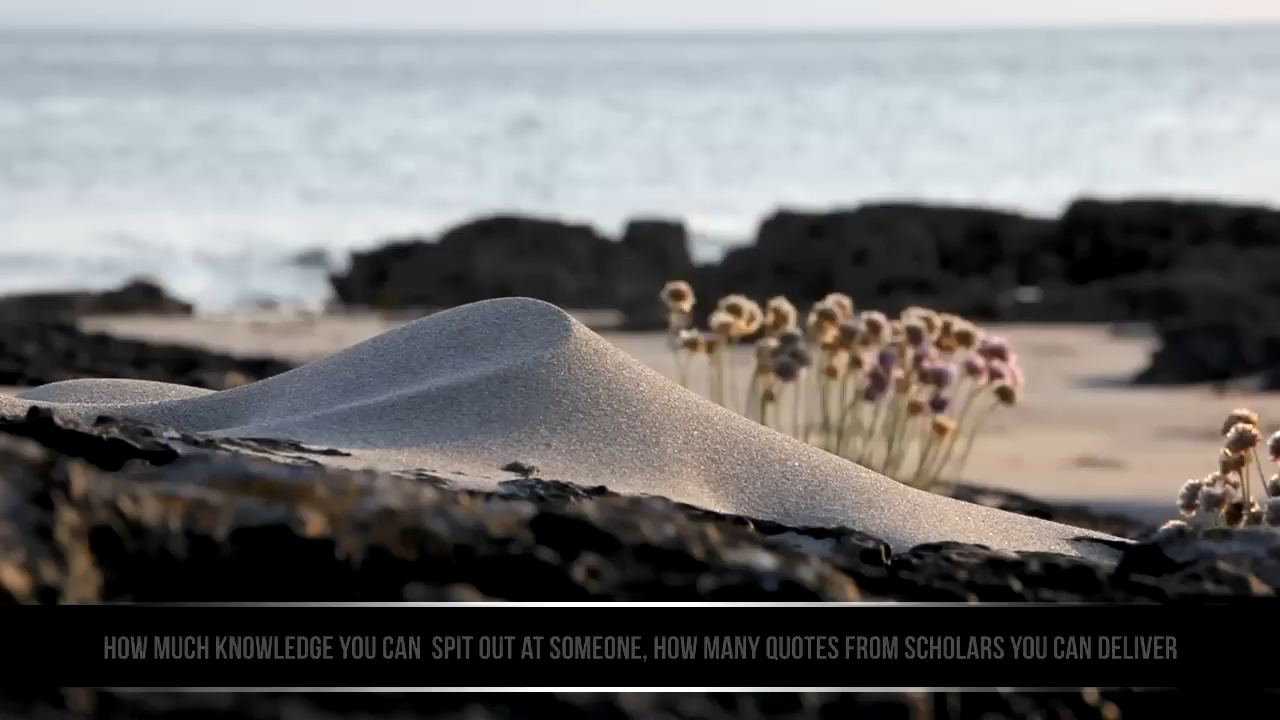 HOW MUCH KNOWLEDGE YOU CAN  SPIT OUT AT SOMEONE, HOW MANY QUOTES FROM SCHOLARS YOU CAN DELIVER